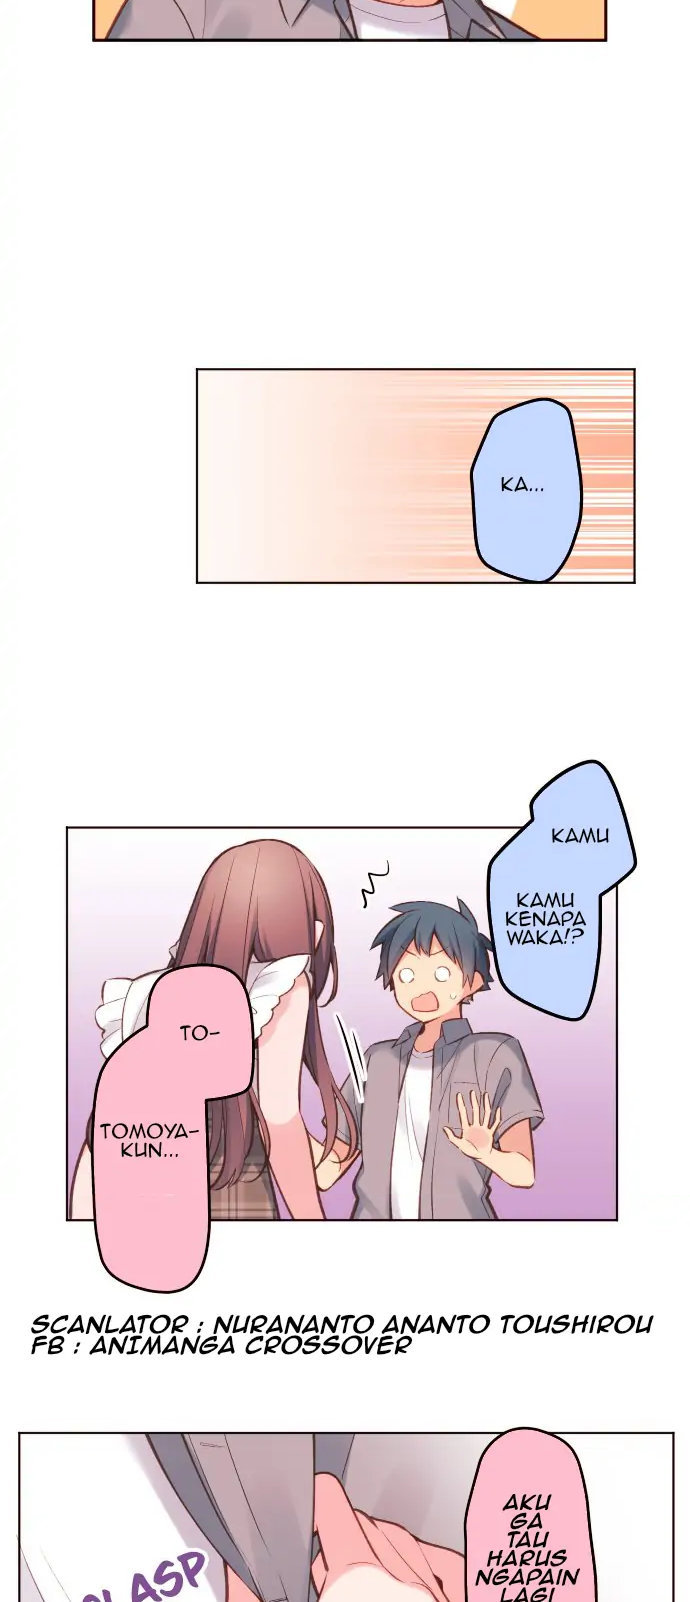 KA...
KAMU
KAMU
KENAPA
WAKA!?
TO-
TOMOYA-
KUN...
SCANLATOR : NURANANTO ANANTO TOUSHIROU
FB : ANIMANGA CROSSOVER
AKU
GA
TAU
HARUS
NGAPAIN
LAGI